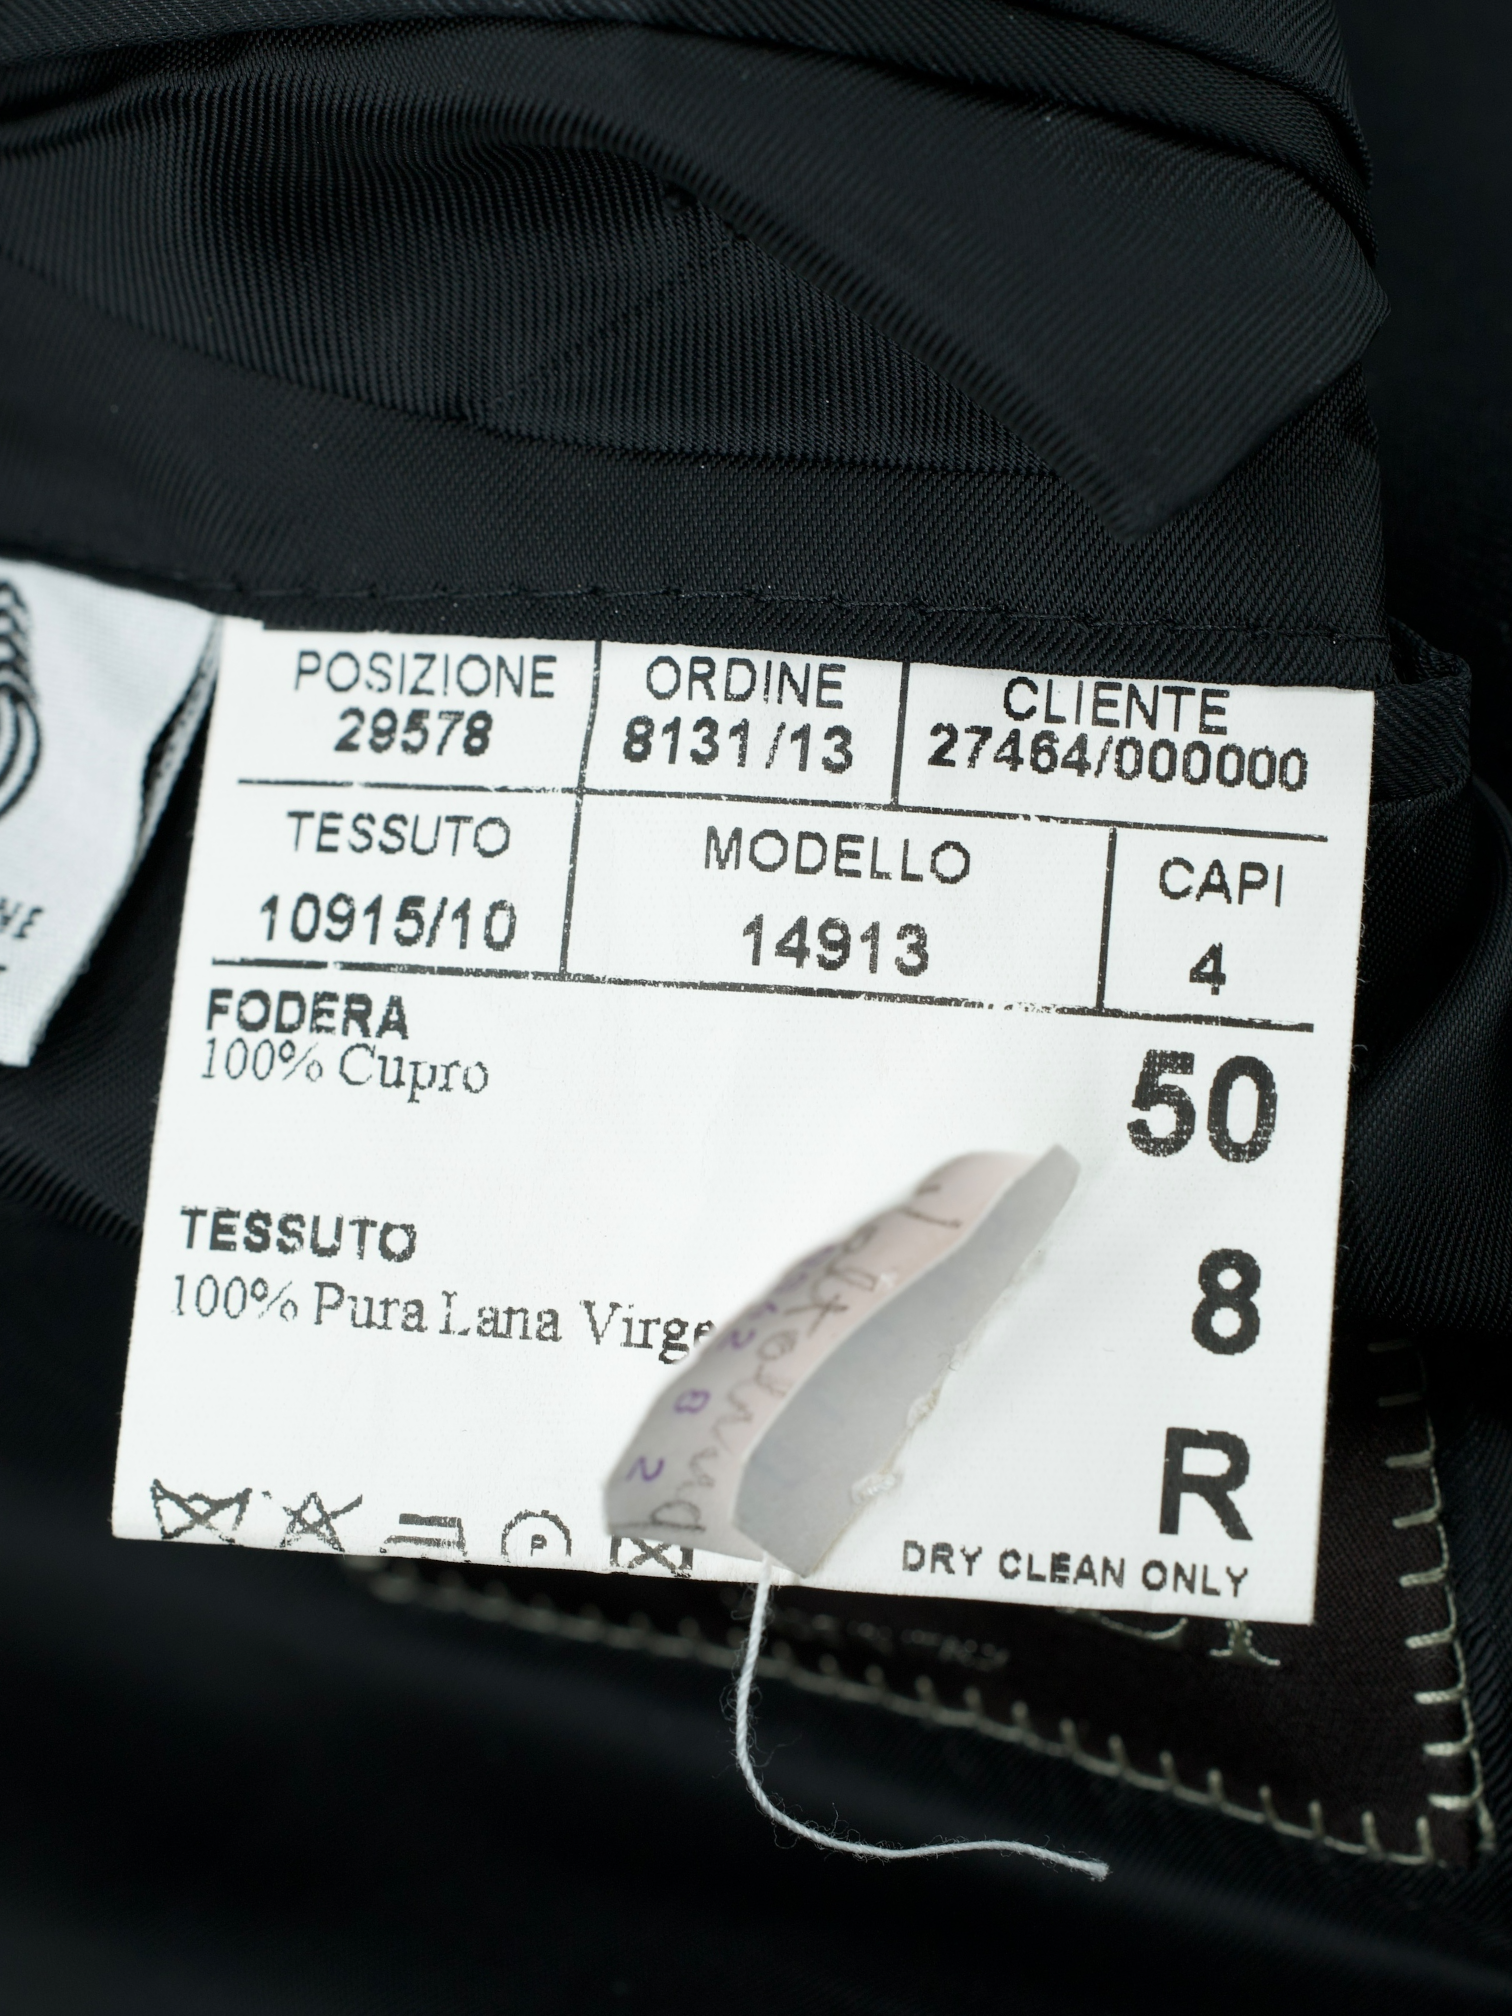 POSIZIONE ORDINE CLIENTE
29578 8131/13 27464/000000
TESSUTO MODELLO CAPI
10915/10 14913 4
FODERA
100% Cupro
50
TESSUTO
100% Pura Lana Virge
8
R
P
DRY CLEAN ONLY